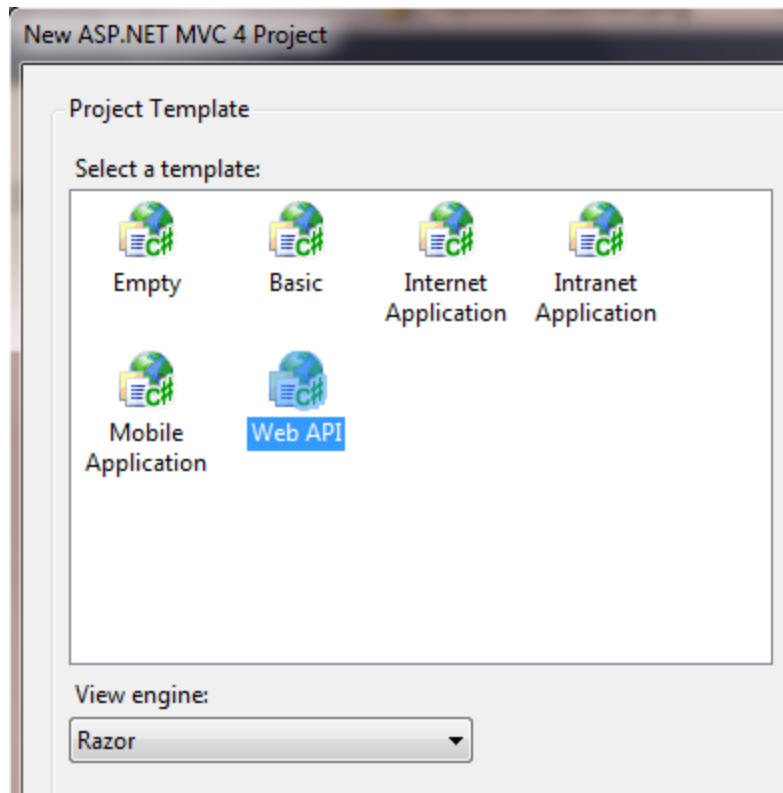 New ASP.NET MVC 4 Project
Project Template
Select a template:
Empty
Basic
Internet
Application
Intranet
Application
Mobile
Application
Web API
View engine:
Razor